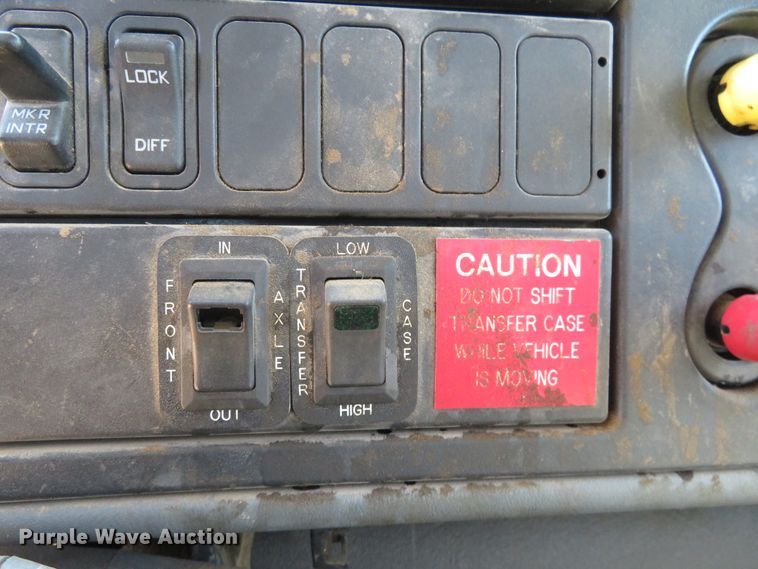 MKR
INTR
LOCK
DIFF
IN
FRONT
AXLE
OUT
LOW
TRANSFER
CASE
HIGH
CAUTION
DO NOT SHIFT
TRANSFER CASE
WHILE VEHICLE
IS MOVING
Purple Wave Auction